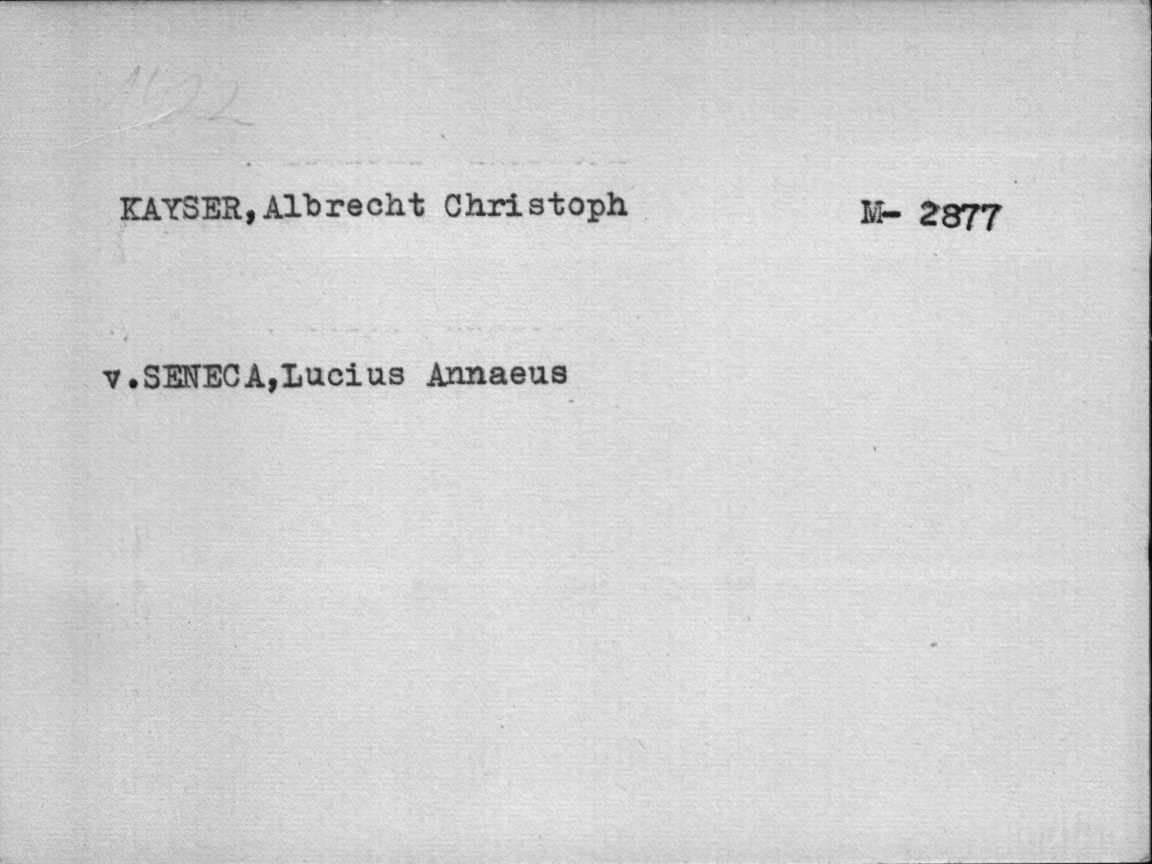 KAYSER,Albrecht Christoph M- 2877
v.SENECA,Lucius Annaeus